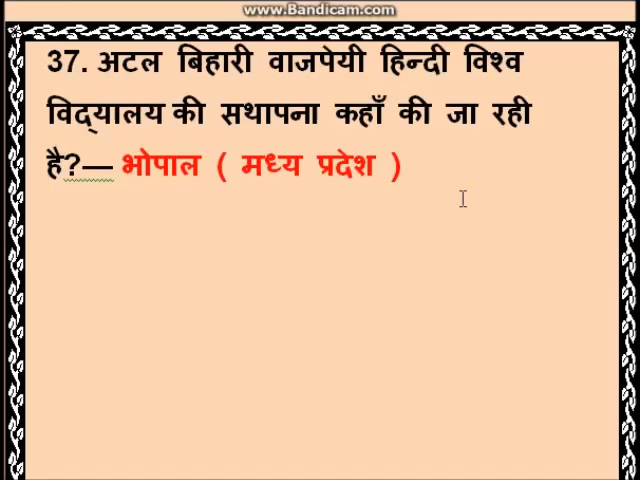 www.Bandicam.com
37. अटल बिहारी वाजपेयी हिन्दी विश्व
विद्‌यालय की सथापना कहाँ की जा रही
है?— भोपाल ( मध्य प्रदेश )